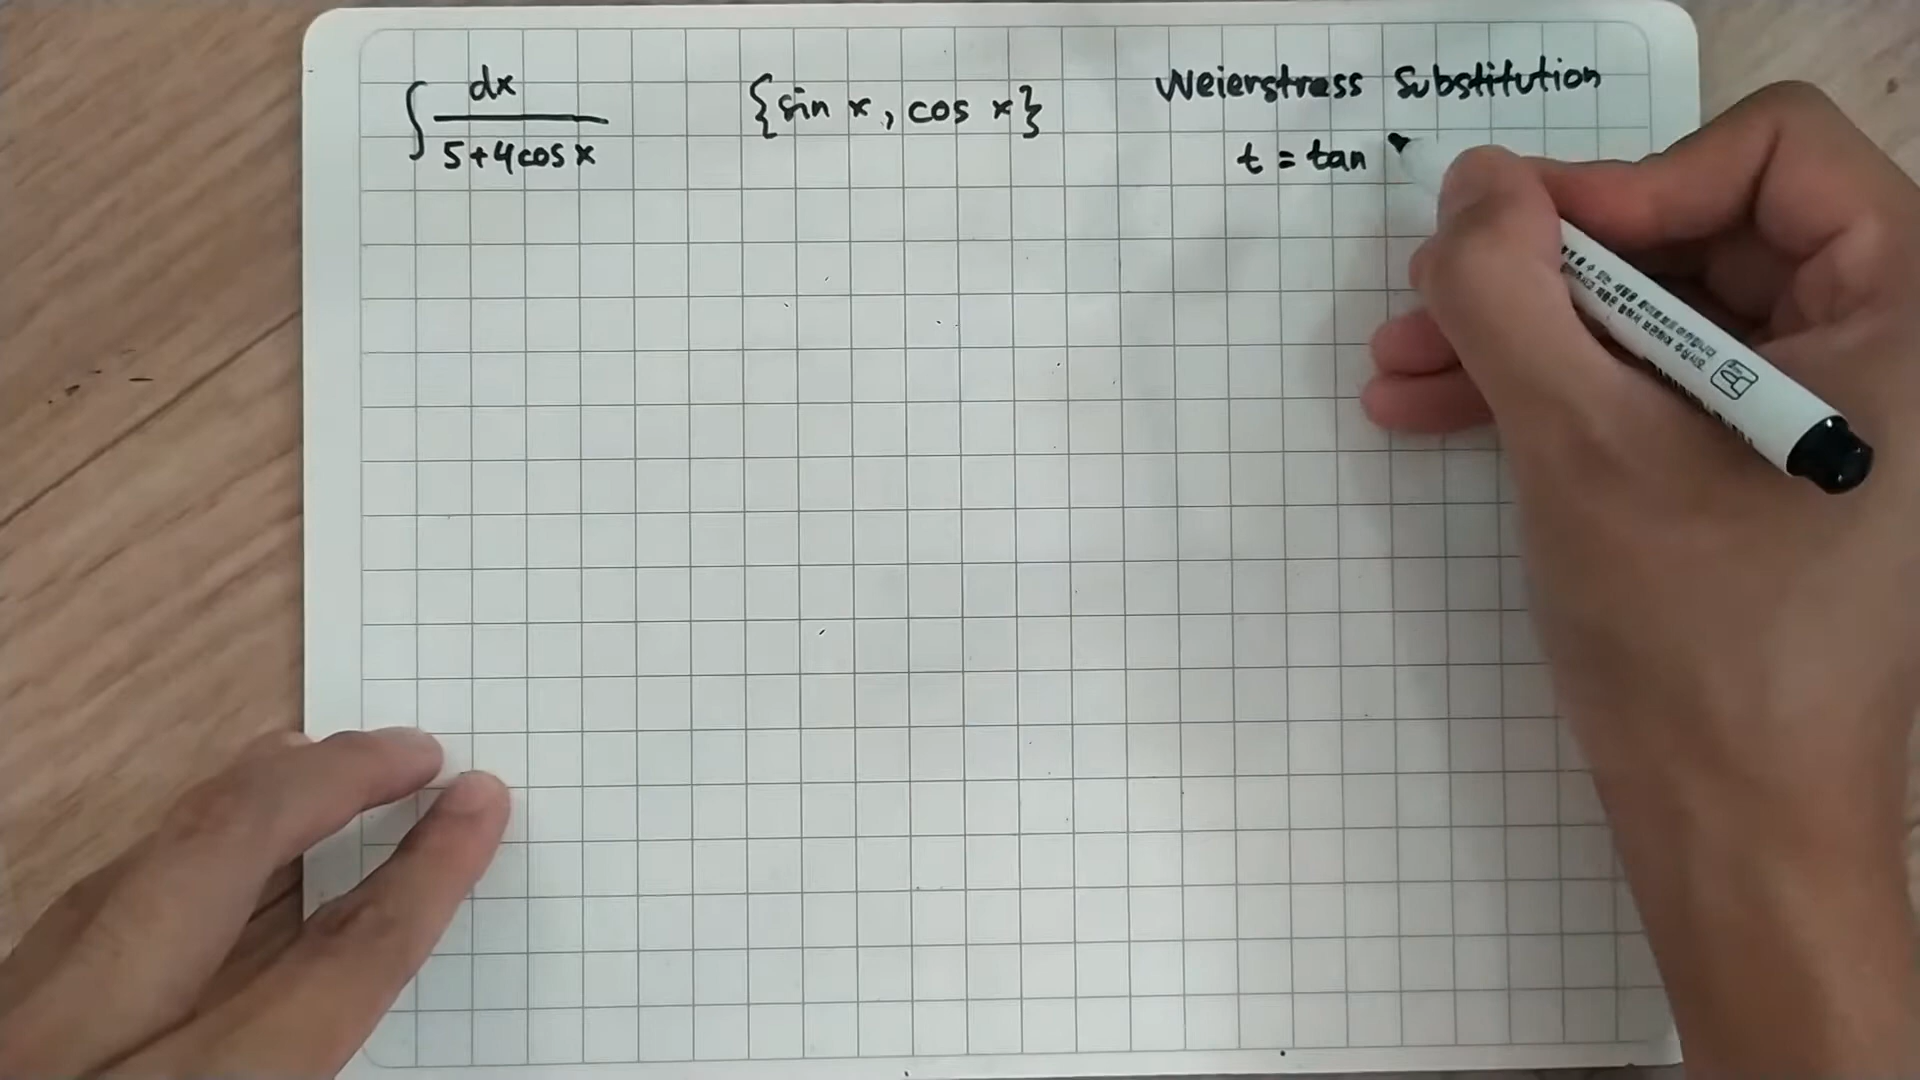 ∫ dx / 5+4cos x
{sin x, cos x}
Weierstrass Substitution
t = tan